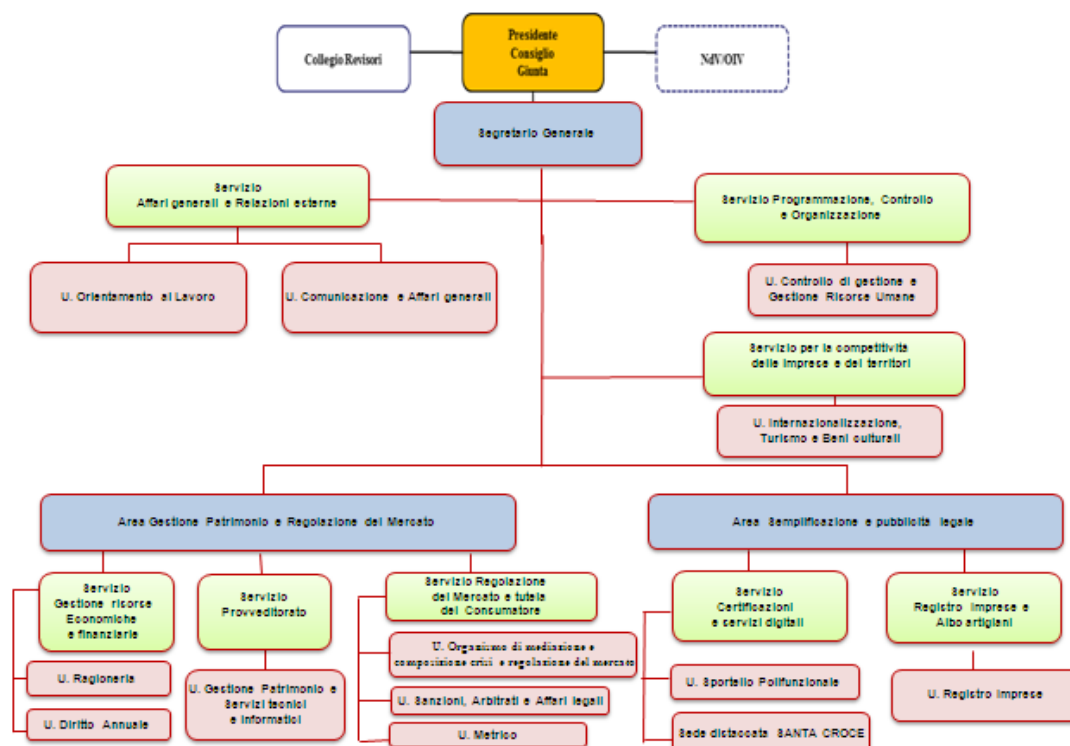 Collegio Revisori
Presidente
Consiglio
Giunta
NdV/OIV
Segretario Generale
Servizio
Affari generali e Relazioni esterne
Servizio Programmazione, Controllo
e Organizzazione
U. Orientamento al Lavoro
U. Comunicazione e Affari generali
U. Controllo di gestione e
Gestione Risorse Umane
Servizio per la competitività
delle imprese e dei territori
U. Internazionalizzazione,
Turismo e Beni culturali
Area Gestione Patrimonio e Regolazione del Mercato
Area Semplificazione e pubblicità legale
Servizio
Gestione risorse
Economiche
e finanziarie
Servizio
Provveditorato
Servizio Regolazione
del Mercato e tutela
del Consumatore
Servizio
Certificazioni
e servizi digitali
Servizio
Registro Imprese e
Albo artigiani
U. Ragioneria
U. Diritto Annuale
U. Gestione Patrimonio e
Servizi tecnici
e informatici
U. Organismo di mediazione e
composizione crisi e regolazione del mercato
U. Sanzioni, Arbitrati e Affari legali
U. Metrico
U. Sportello Polifunzionale
Sede distaccata SANTA CROCE
U. Registro Imprese